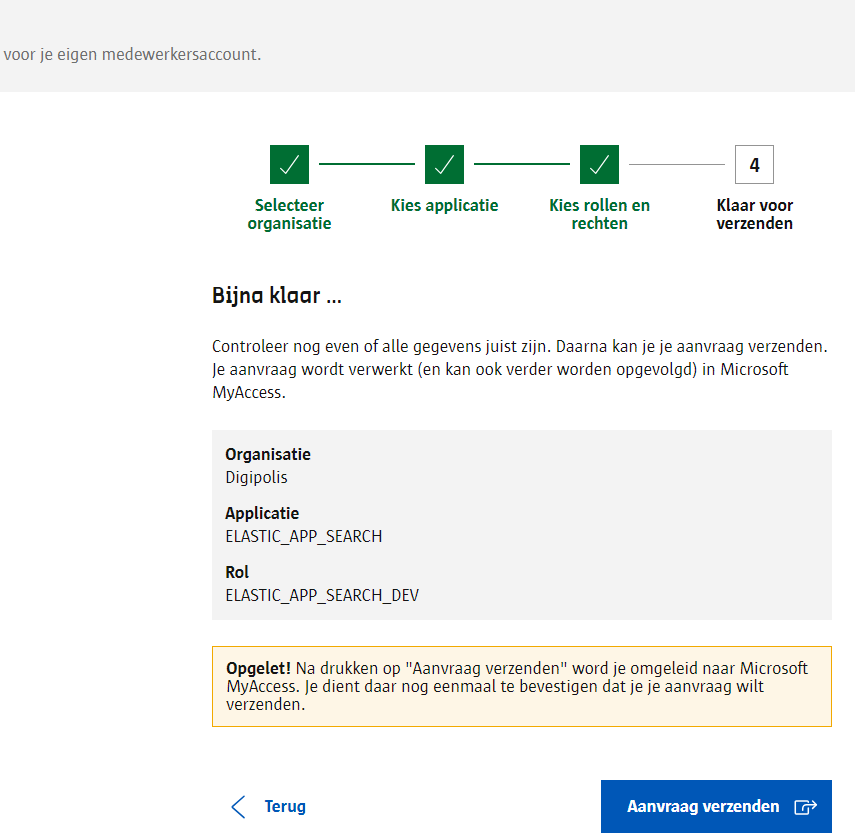 voor je eigen medewerkersaccount.
4
Selecteer
organisatie
Kies applicatie
Kies rollen en
rechten
Klaar voor
verzenden
Bijna klaar ...
Controleer nog even of alle gegevens juist zijn. Daarna kan je je aanvraag verzenden.
Je aanvraag wordt verwerkt (en kan ook verder worden opgevolgd) in Microsoft
MyAccess.
Organisatie
Digipolis
Applicatie
ELASTIC_APP_SEARCH
Rol
ELASTIC_APP_SEARCH_DEV
Opgelet! Na drukken op "Aanvraag verzenden" word je omgeleid naar Microsoft
MyAccess. Je dient daar nog eenmaal te bevestigen dat je je aanvraag wilt
verzenden.
Terug
Aanvraag verzenden